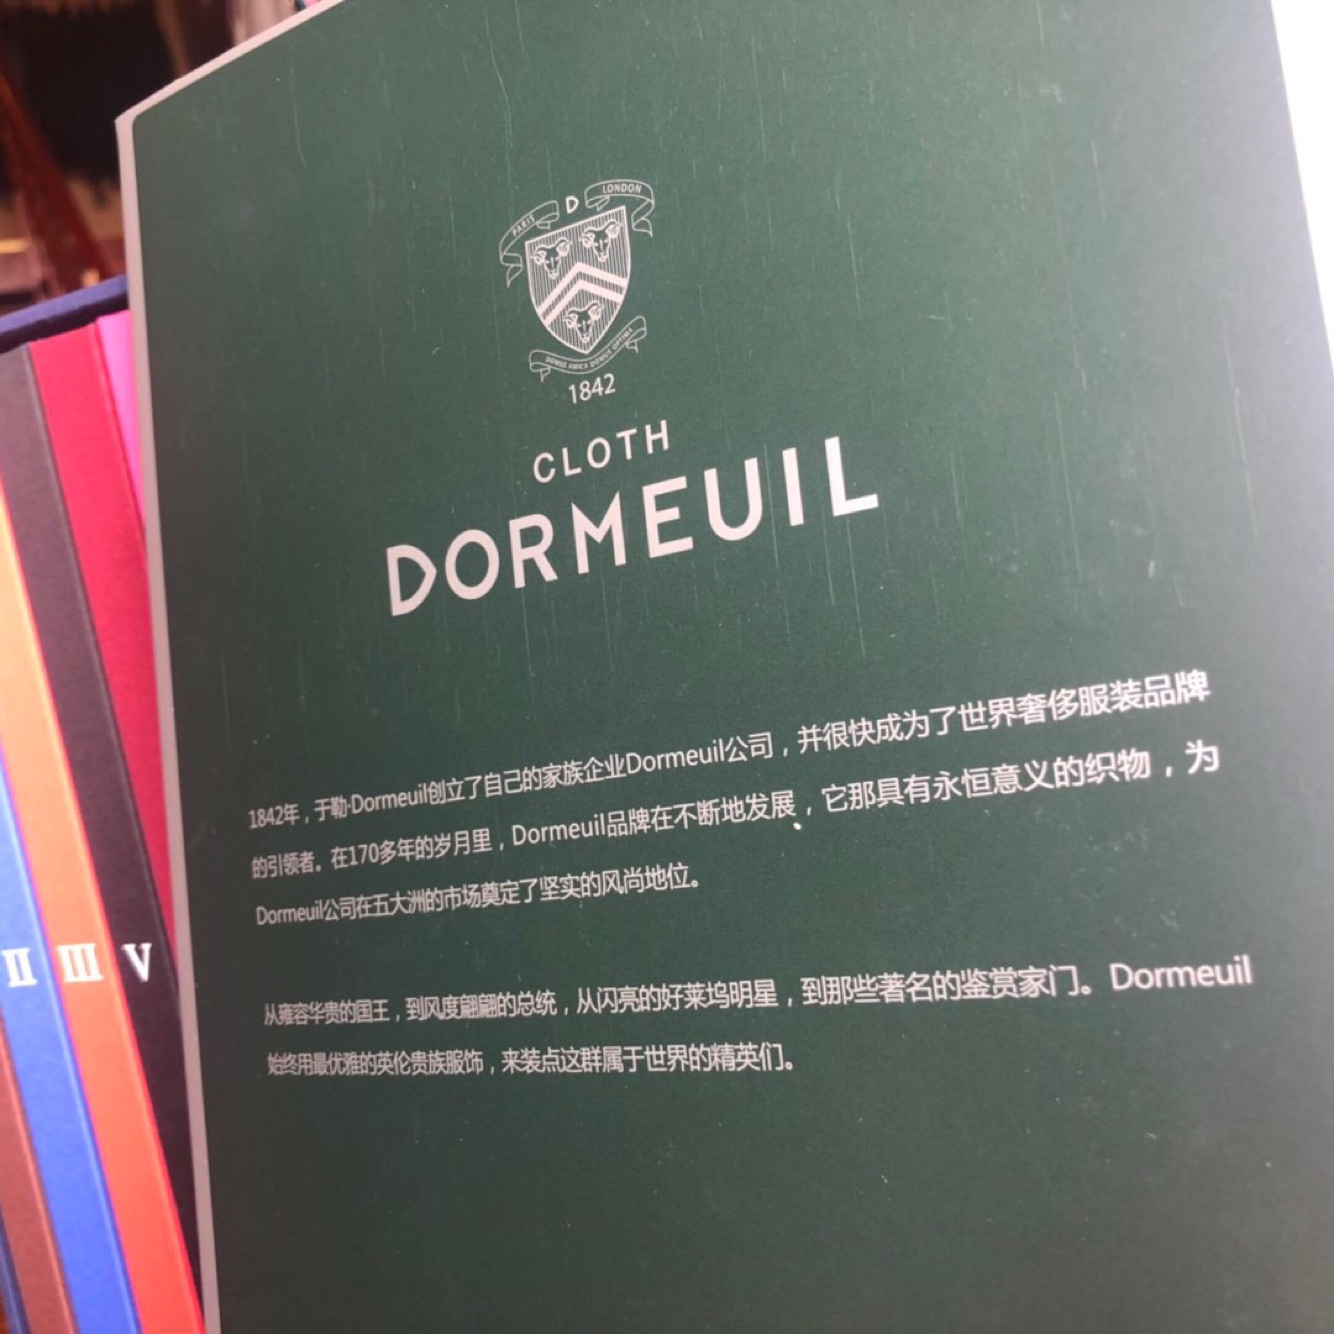 PARIS
D
LONDON
DOMUS AMICA DOMUS OPTIMA
1842
CLOTH
DORMEUIL
1842年，于勒·Dormeuil创立了自己的家族企业Dormeuil公司，并很快成为了世界奢侈服装品牌
的引领者。在170多年的岁月里，Dormeuil品牌在不断地发展，它那具有永恒意义的织物，为
Dormeuil公司在五大洲的市场奠定了坚实的风尚地位。
从雍容华贵的国王，到风度翩翩的总统，从闪亮的好莱坞明星，到那些著名的鉴赏家门。Dormeuil
始终用最优雅的英伦贵族服饰，来装点这群属于世界的精英们。
II
III
V